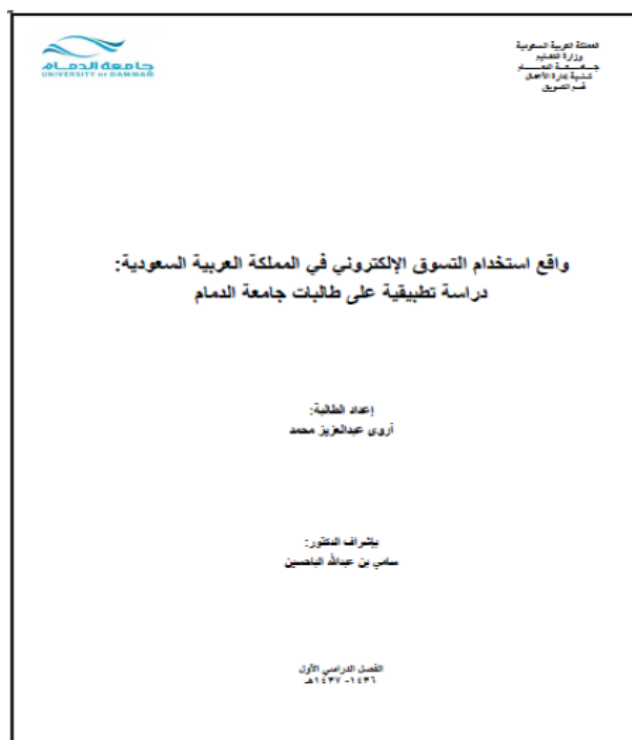 المملكة العربية السعودية
وزارة التعليم
جـــامـــعـــة الدمـــــام
كلية إدارة الأعمال
قسم التسويق
جامعة الدمام
UNIVERSITY OF DAMMAM
واقع استخدام التسوق الإلكتروني في المملكة العربية السعودية:
دراسة تطبيقية على طالبات جامعة الدمام
إعداد الطالبة:
أروى عبدالعزيز محمد
بإشراف الدكتور:
سامي بن عبدالله الباحسين
الفصل الدراسي الأول
١٤٣٦- ١٤٣٧هـ